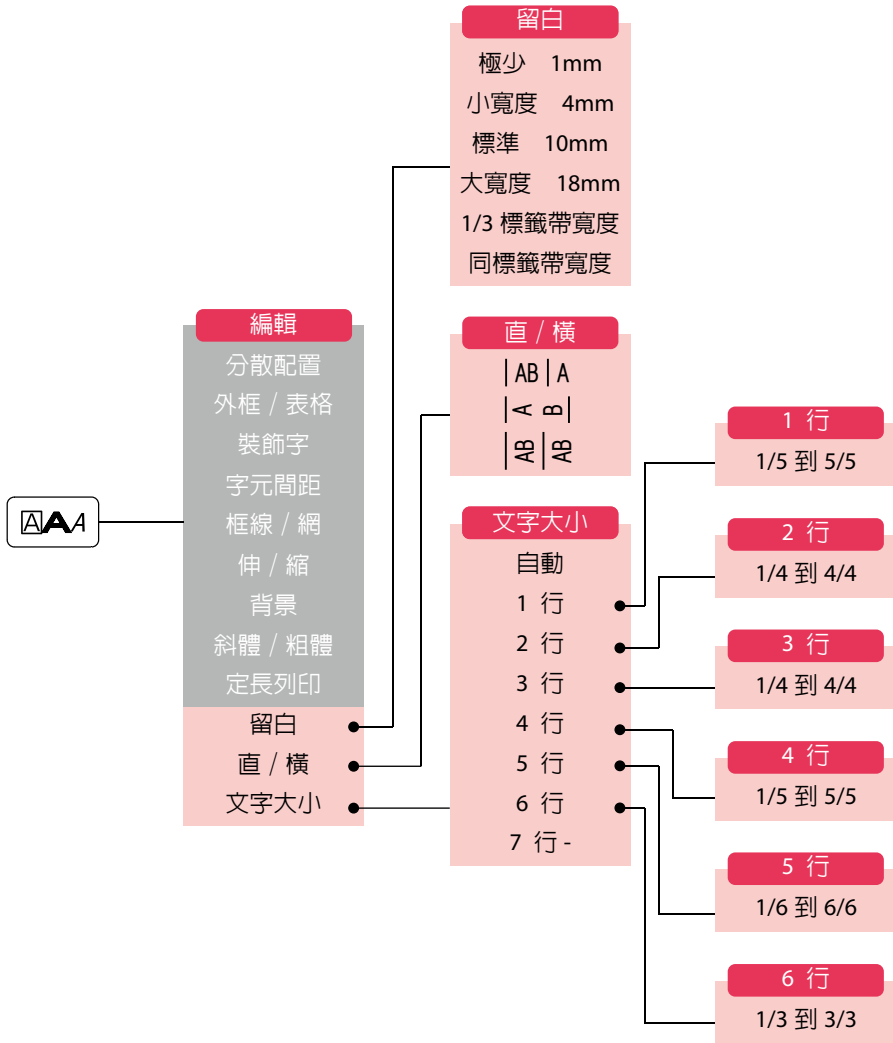 留白
極少 1mm
小寬度 4mm
標準 10mm
大寬度 18mm
1/3 標籤帶寬度
同標籤帶寬度
編輯
分散配置
外框 / 表格
裝飾字
字元間距
框線 / 網
伸 / 縮
背景
斜體 / 粗體
定長列印
留白
直 / 橫
文字大小
AAA
直 / 橫
|AB|A
|A B|
|AB|AB
文字大小
自動
1 行
2 行
3 行
4 行
5 行
6 行
7 行 -
1 行
1/5 到 5/5
2 行
1/4 到 4/4
3 行
1/4 到 4/4
4 行
1/5 到 5/5
5 行
1/6 到 6/6
6 行
1/3 到 3/3